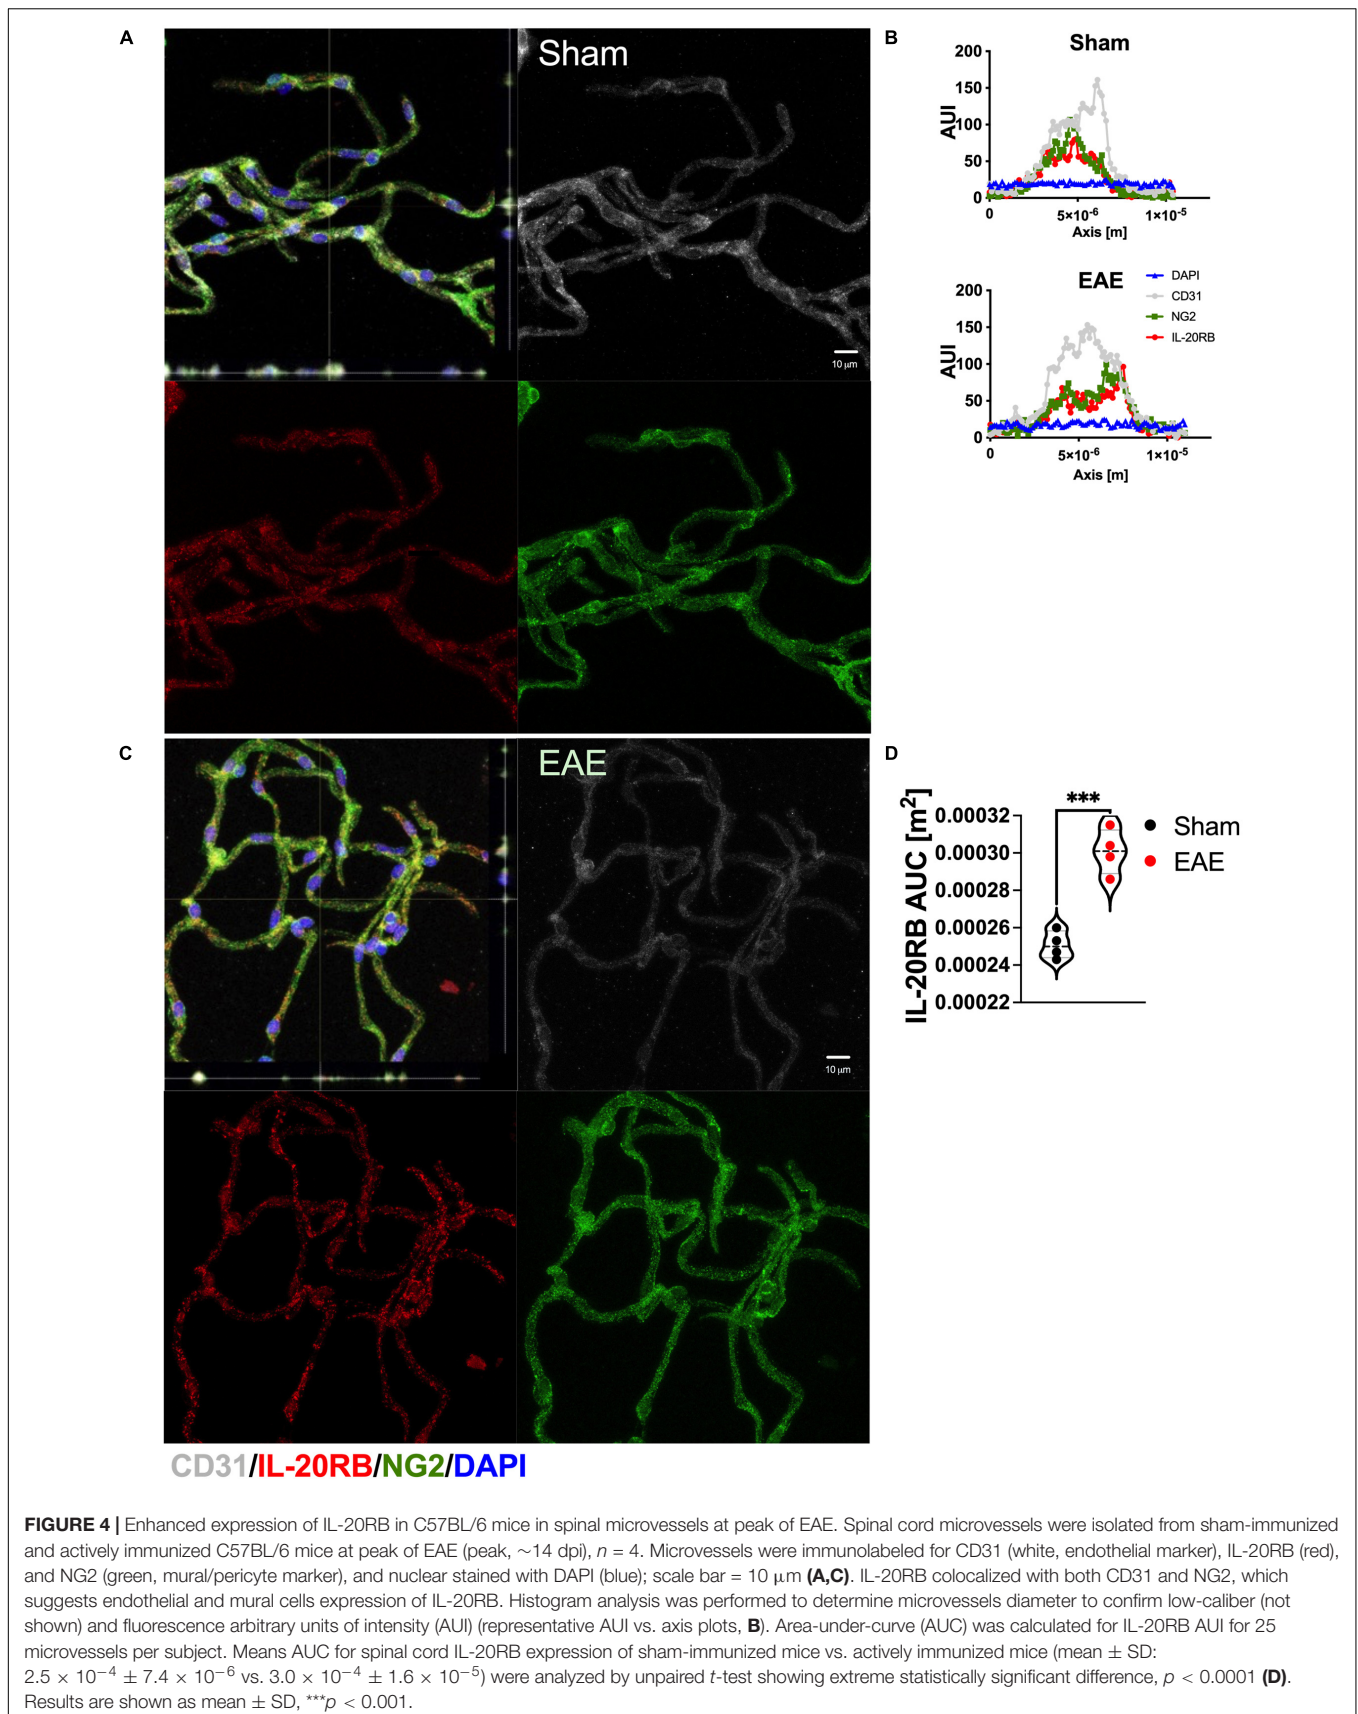 A
Sham
10 μm
B
Sham
200
150
100
50
0
AUI
0
5×10⁻⁶
1×10⁻⁵
Axis [m]
EAE
200
150
100
50
0
AUI
0
5×10⁻⁶
1×10⁻⁵
Axis [m]
DAPI
CD31
NG2
IL-20RB
C
EAE
10 μm
D
IL-20RB AUC [m²]
0.00032
0.00030
0.00028
0.00026
0.00024
0.00022
***
Sham
EAE
CD31/IL-20RB/NG2/DAPI
FIGURE 4 | Enhanced expression of IL-20RB in C57BL/6 mice in spinal microvessels at peak of EAE. Spinal cord microvessels were isolated from sham-immunized
and actively immunized C57BL/6 mice at peak of EAE (peak, ∼14 dpi), n = 4. Microvessels were immunolabeled for CD31 (white, endothelial marker), IL-20RB (red),
and NG2 (green, mural/pericyte marker), and nuclear stained with DAPI (blue); scale bar = 10 μm (A,C). IL-20RB colocalized with both CD31 and NG2, which
suggests endothelial and mural cells expression of IL-20RB. Histogram analysis was performed to determine microvessels diameter to confirm low-caliber (not
shown) and fluorescence arbitrary units of intensity (AUI) (representative AUI vs. axis plots, B). Area-under-curve (AUC) was calculated for IL-20RB AUI for 25
microvessels per subject. Means AUC for spinal cord IL-20RB expression of sham-immunized mice vs. actively immunized mice (mean ± SD:
2.5 × 10⁻⁴ ± 7.4 × 10⁻⁶ vs. 3.0 × 10⁻⁴ ± 1.6 × 10⁻⁵) were analyzed by unpaired t-test showing extreme statistically significant difference, p < 0.0001 (D).
Results are shown as mean ± SD, ***p < 0.001.